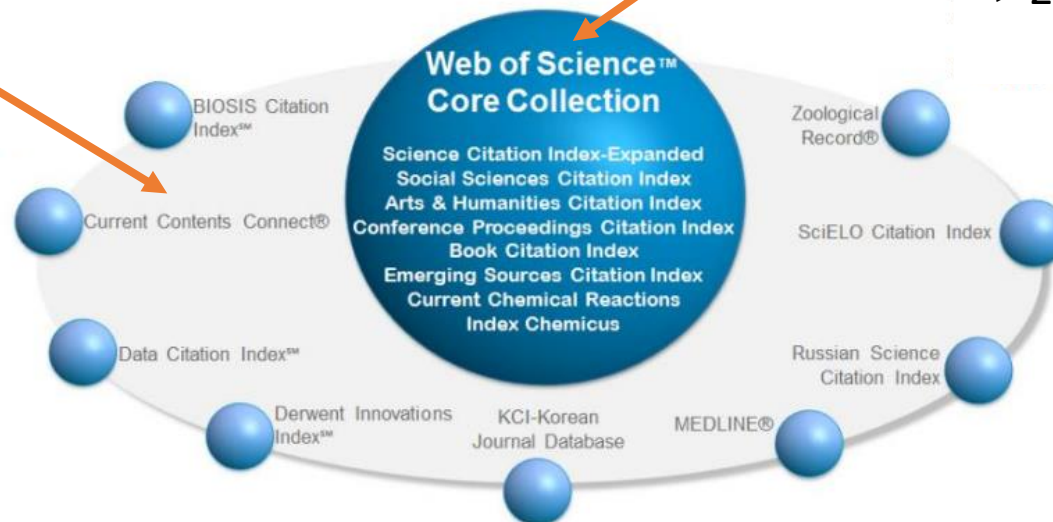 Web of Science™
Core Collection
Science Citation Index-Expanded
Social Sciences Citation Index
Arts & Humanities Citation Index
Conference Proceedings Citation Index
Book Citation Index
Emerging Sources Citation Index
Current Chemical Reactions
Index Chemicus
BIOSIS Citation
Index℠
Current Contents Connect®
Data Citation Index℠
Derwent Innovations
Index℠
KCI-Korean
Journal Database
MEDLINE®
Russian Science
Citation Index
SciELO Citation Index
Zoological
Record®